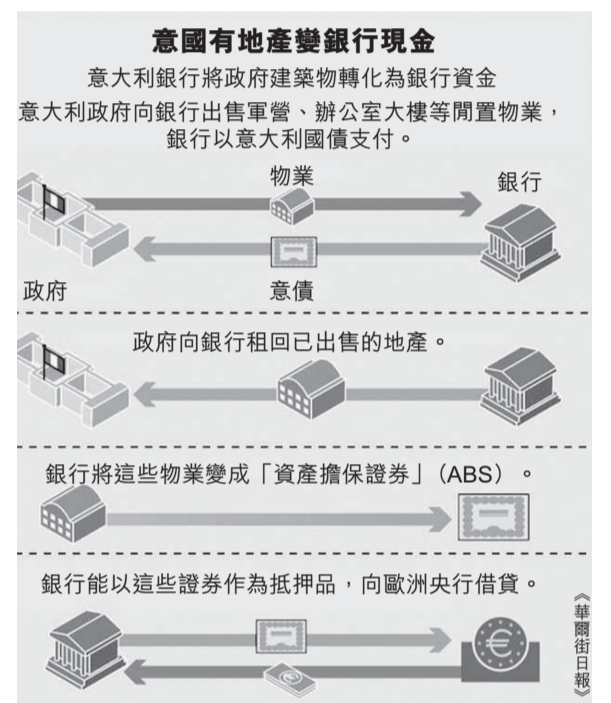 意國有地產變銀行現金
意大利銀行將政府建築物轉化為銀行資金
意大利政府向銀行出售軍營、辦公室大樓等閒置物業，
銀行以意大利國債支付。
物業
銀行
政府
意債
政府向銀行租回已出售的地產。
銀行將這些物業變成「資產擔保證券」（ABS）。
銀行能以這些證券作為抵押品，向歐洲央行借貸。
€
€
《華爾街日報》